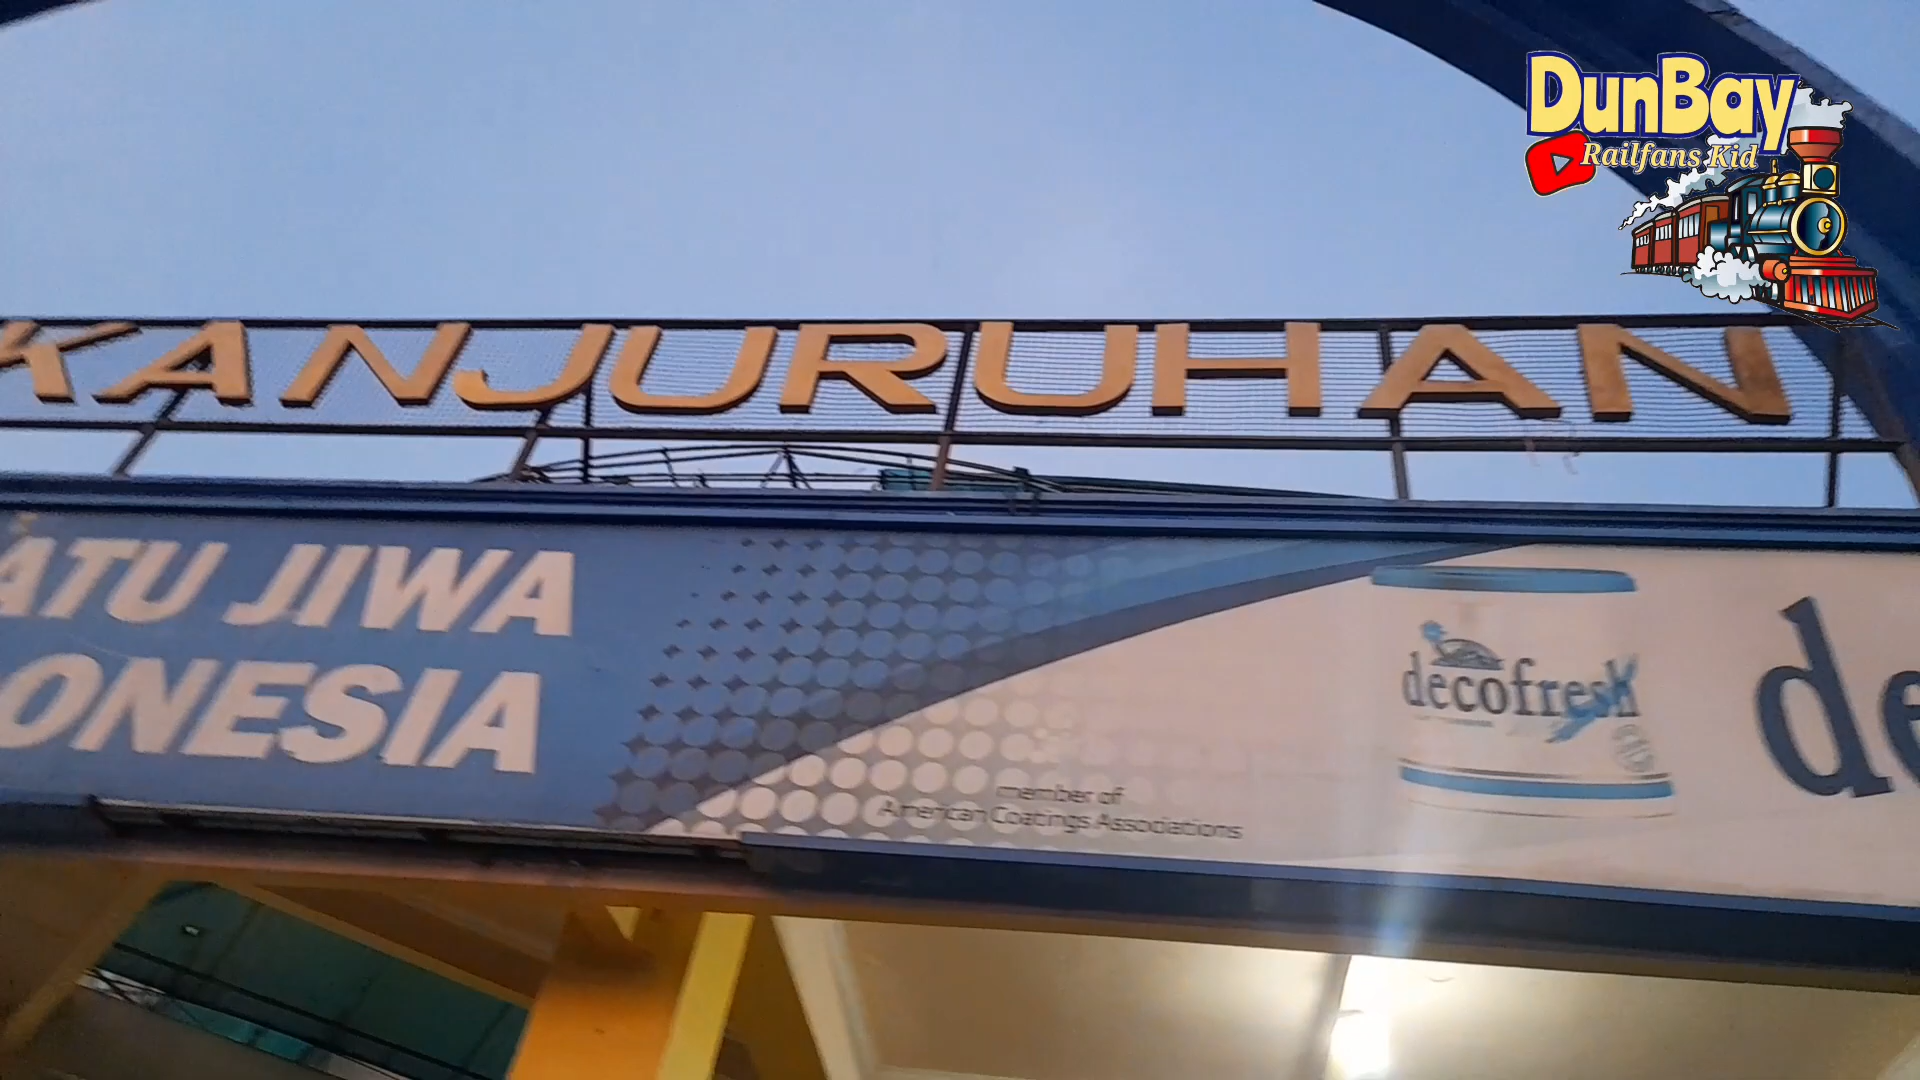 DunBay
Railfans Kid
KANJURUHAN
ATU JIWA
ONESIA
decofresh
de
member of
American Coatings Associations